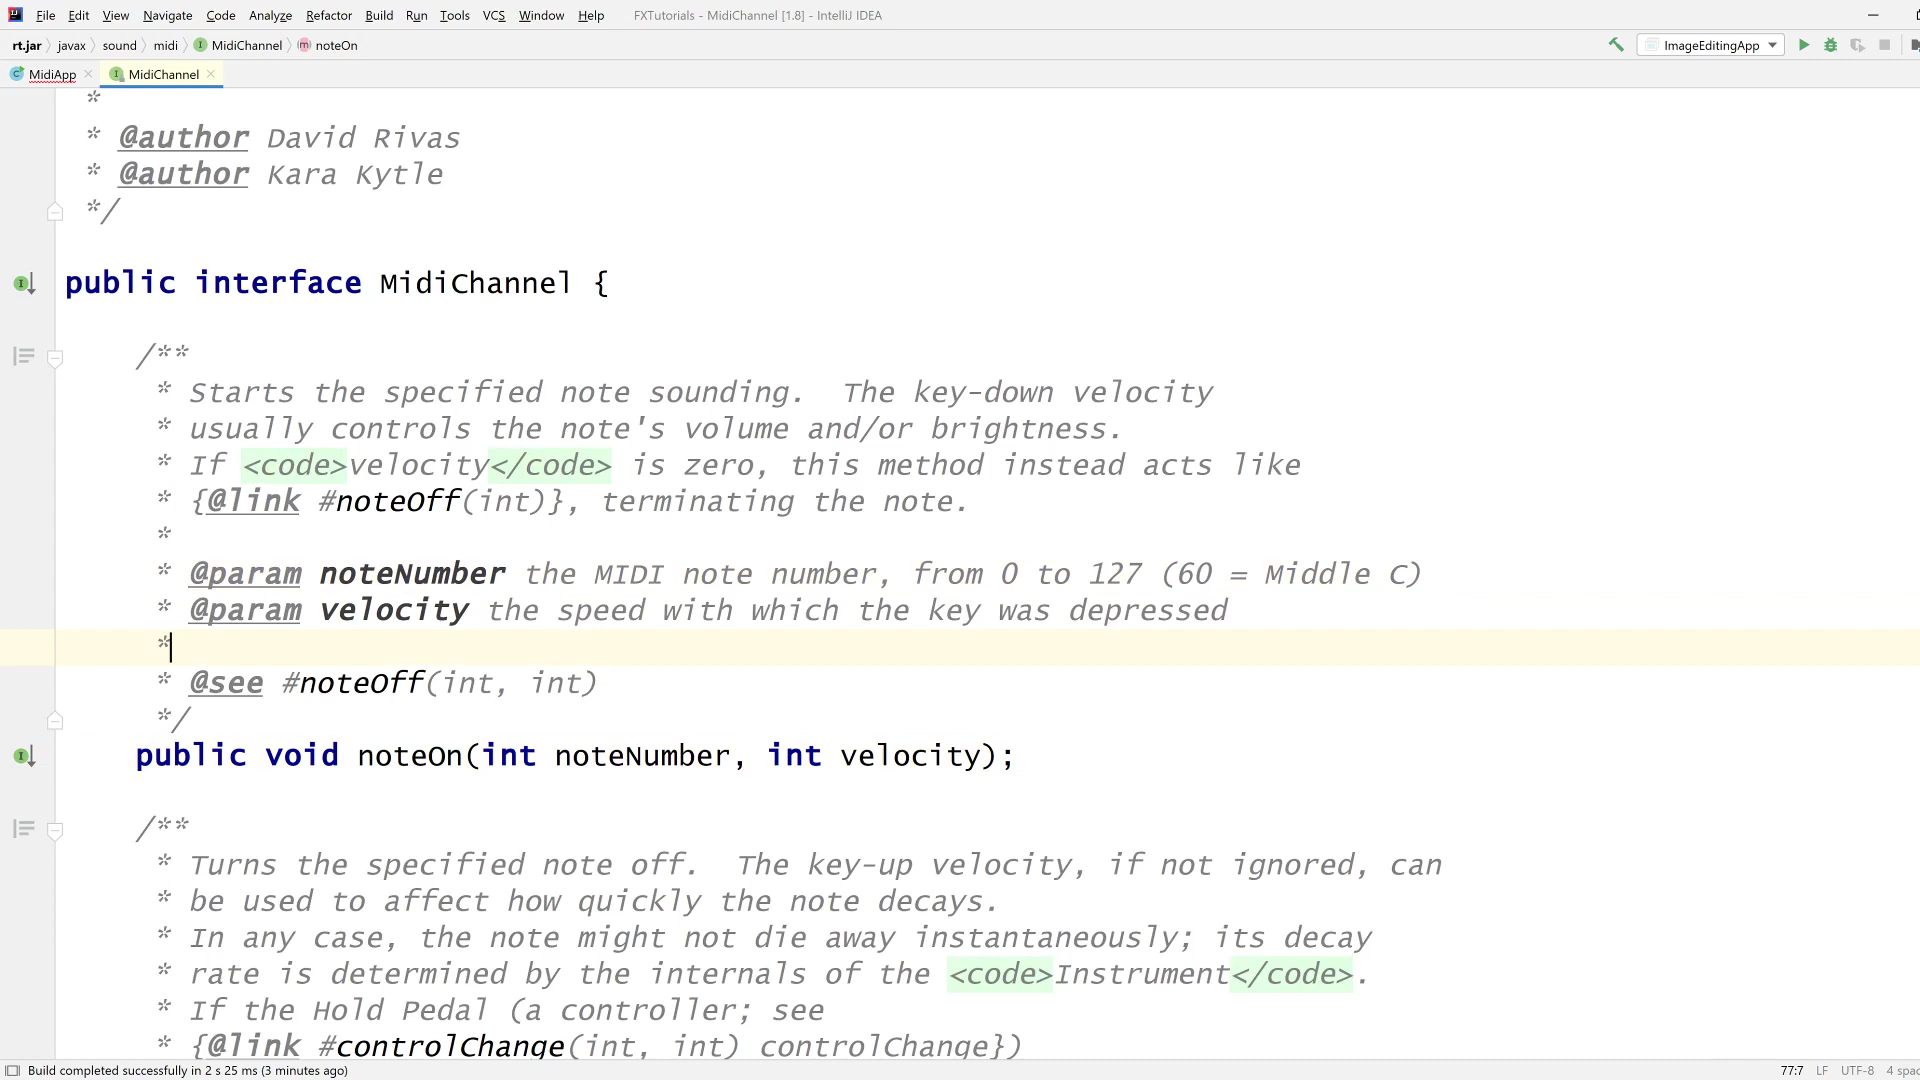 File Edit View Navigate Code Analyze Refactor Build Run Tools VCS Window Help FXTutorials - MidiChannel [1.8] - IntelliJ IDEA
rt.jar javax sound midi I MidiChannel m noteOn ImageEditingApp
C MidiApp I MidiChannel
*
* @author David Rivas
* @author Kara Kytle
*/
public interface MidiChannel {
/**
* Starts the specified note sounding. The key-down velocity
* usually controls the note's volume and/or brightness.
* If <code>velocity</code> is zero, this method instead acts like
* {@link #noteOff(int)}, terminating the note.
*
* @param noteNumber the MIDI note number, from 0 to 127 (60 = Middle C)
* @param velocity the speed with which the key was depressed
*
* @see #noteOff(int, int)
*/
public void noteOn(int noteNumber, int velocity);
/**
* Turns the specified note off. The key-up velocity, if not ignored, can
* be used to affect how quickly the note decays.
* In any case, the note might not die away instantaneously; its decay
* rate is determined by the internals of the <code>Instrument</code>.
* If the Hold Pedal (a controller; see
* {@link #controlChange(int, int) controlChange})
Build completed successfully in 2 s 25 ms (3 minutes ago) 77:7 LF UTF-8 4 spac